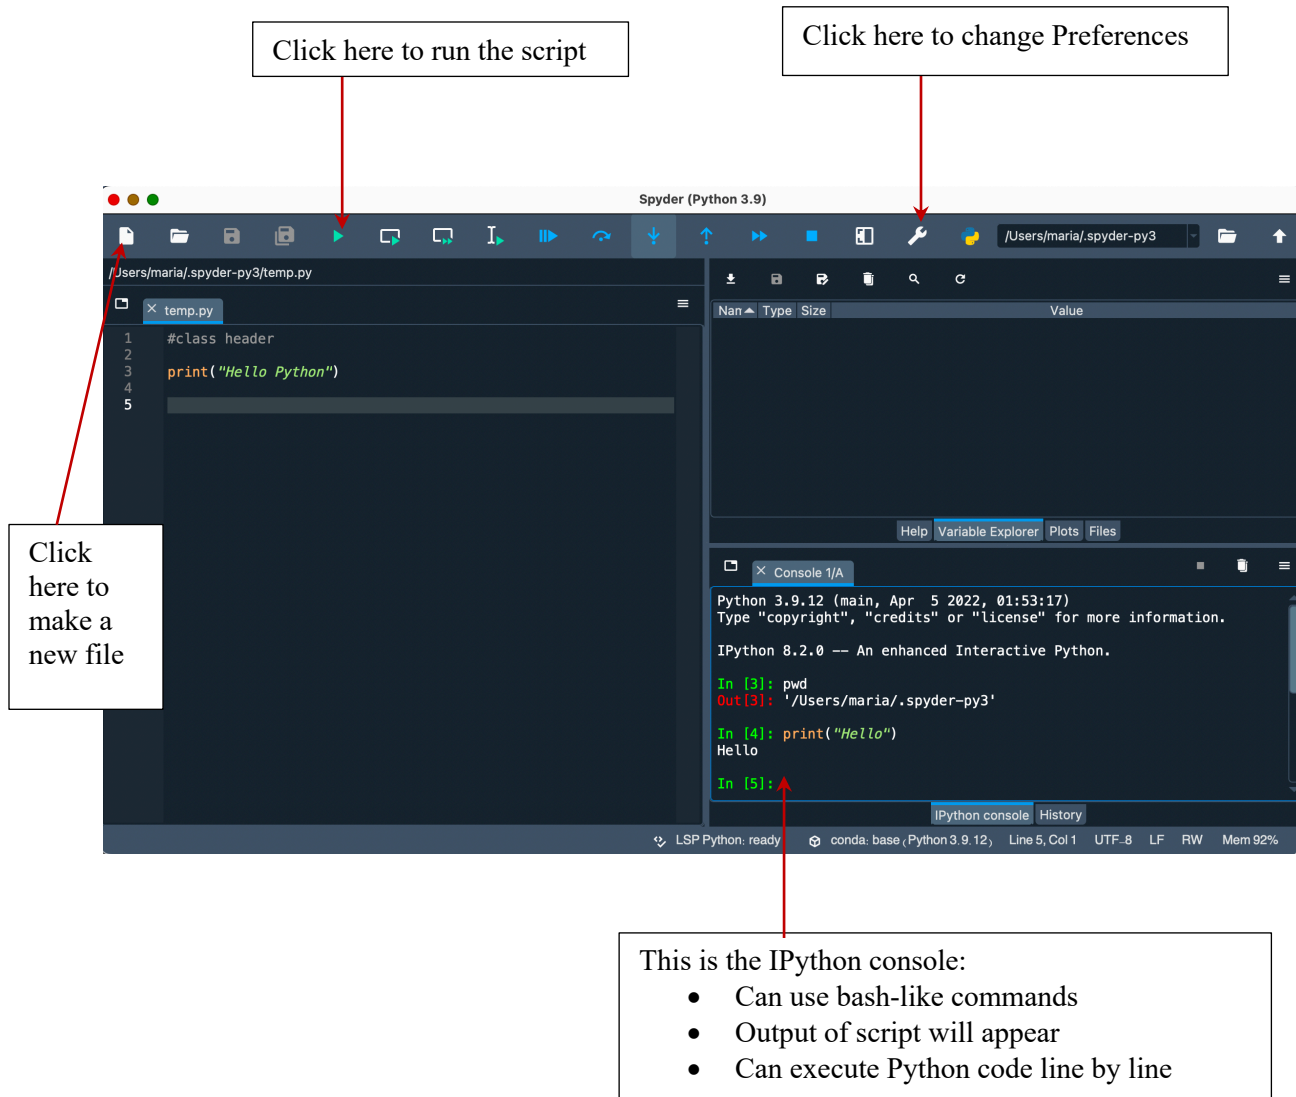 Click here to run the script
Click here to change Preferences
Spyder (Python 3.9)
/Users/maria/.spyder-py3
/Users/maria/.spyder-py3/temp.py
temp.py
1 #class header
2
3 print("Hello Python")
4
5
Nan Type Size Value
Help Variable Explorer Plots Files
Click
here to
make a
new file
Console 1/A
Python 3.9.12 (main, Apr  5 2022, 01:53:17)
Type "copyright", "credits" or "license" for more information.
IPython 8.2.0 -- An enhanced Interactive Python.
In [3]: pwd
Out[3]: '/Users/maria/.spyder-py3'
In [4]: print("Hello")
Hello
In [5]:
IPython console History
LSP Python: ready conda: base (Python 3.9.12) Line 5, Col 1 UTF-8 LF RW Mem 92%
This is the IPython console:
• Can use bash-like commands
• Output of script will appear
• Can execute Python code line by line